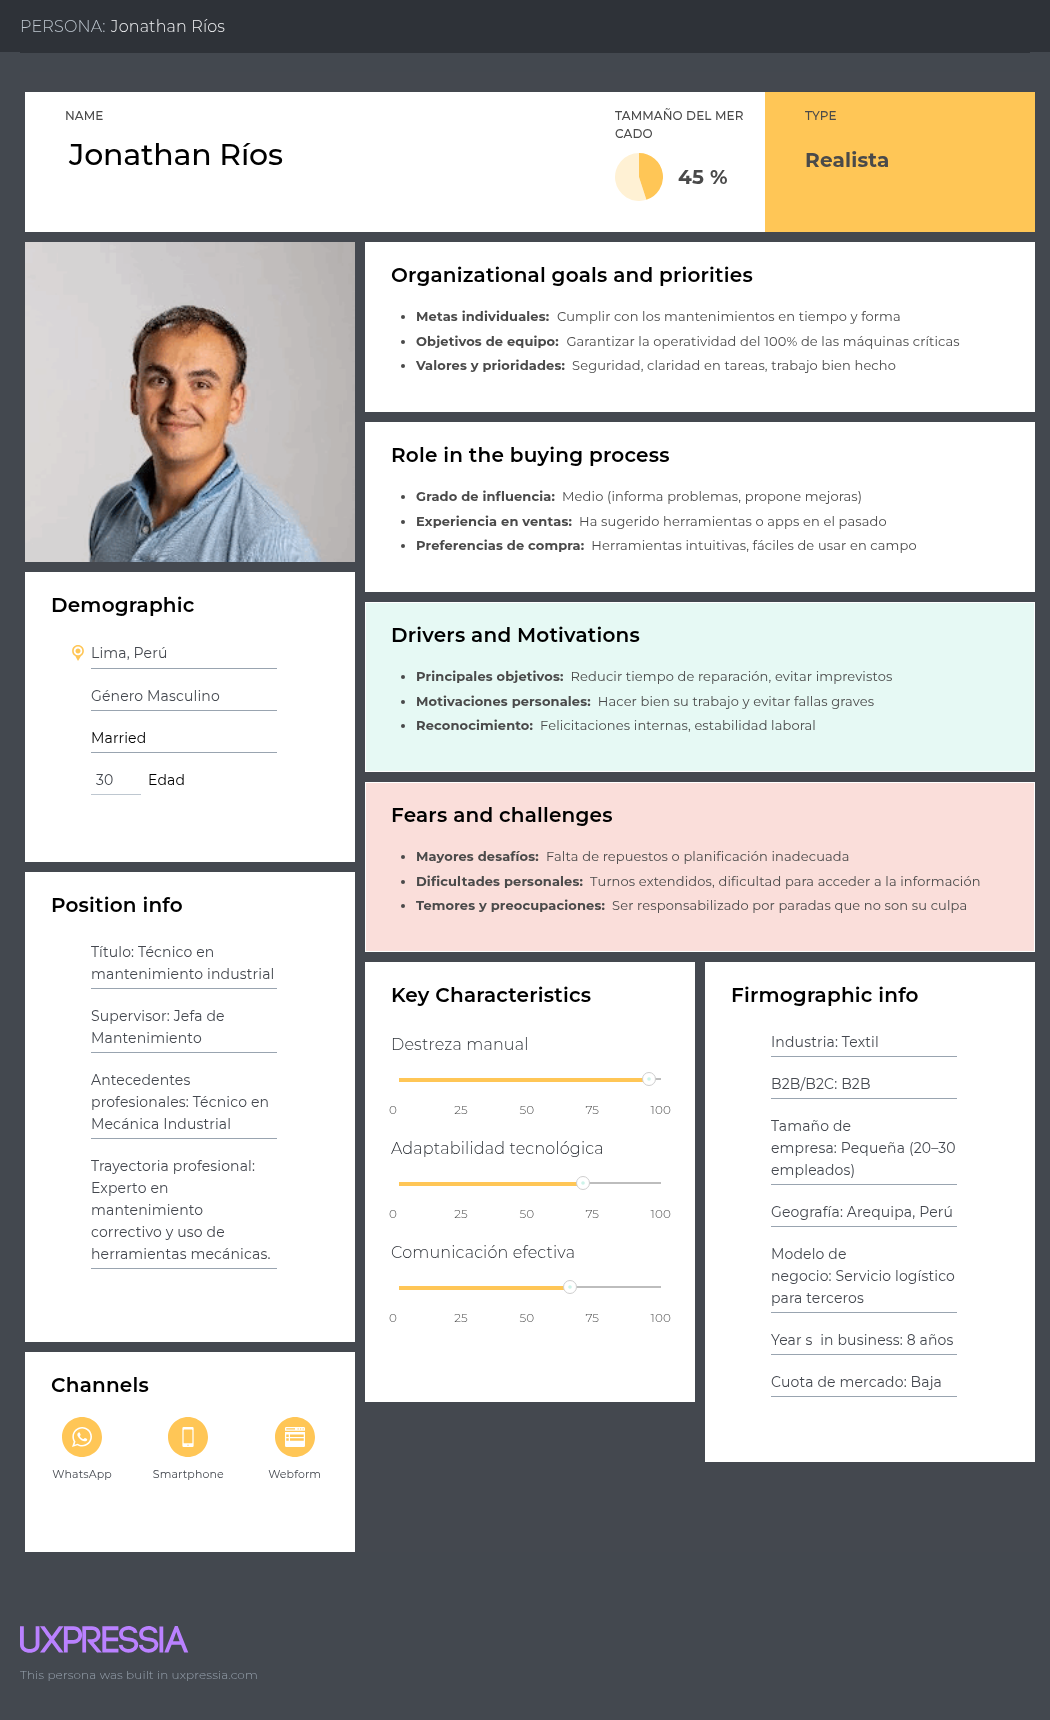 PERSONA: Jonathan Ríos
NAME
Jonathan Ríos
TAMMAÑO DEL MER
CADO
45 %
TYPE
Realista
Organizational goals and priorities
• Metas individuales: Cumplir con los mantenimientos en tiempo y forma
• Objetivos de equipo: Garantizar la operatividad del 100% de las máquinas críticas
• Valores y prioridades: Seguridad, claridad en tareas, trabajo bien hecho
Role in the buying process
• Grado de influencia: Medio (informa problemas, propone mejoras)
• Experiencia en ventas: Ha sugerido herramientas o apps en el pasado
• Preferencias de compra: Herramientas intuitivas, fáciles de usar en campo
Demographic
Lima, Perú
Género Masculino
Married
30 Edad
Drivers and Motivations
• Principales objetivos: Reducir tiempo de reparación, evitar imprevistos
• Motivaciones personales: Hacer bien su trabajo y evitar fallas graves
• Reconocimiento: Felicitaciones internas, estabilidad laboral
Fears and challenges
• Mayores desafíos: Falta de repuestos o planificación inadecuada
• Dificultades personales: Turnos extendidos, dificultad para acceder a la información
• Temores y preocupaciones: Ser responsabilizado por paradas que no son su culpa
Position info
Título: Técnico en
mantenimiento industrial
Supervisor: Jefa de
Mantenimiento
Antecedentes
profesionales: Técnico en
Mecánica Industrial
Trayectoria profesional:
Experto en
mantenimiento
correctivo y uso de
herramientas mecánicas.
Key Characteristics
Destreza manual
0 25 50 75 100
Adaptabilidad tecnológica
0 25 50 75 100
Comunicación efectiva
0 25 50 75 100
Firmographic info
Industria: Textil
B2B/B2C: B2B
Tamaño de
empresa: Pequeña (20–30
empleados)
Geografía: Arequipa, Perú
Modelo de
negocio: Servicio logístico
para terceros
Year s  in business: 8 años
Cuota de mercado: Baja
Channels
WhatsApp
Smartphone
Webform
UXPRESSIA
This persona was built in uxpressia.com